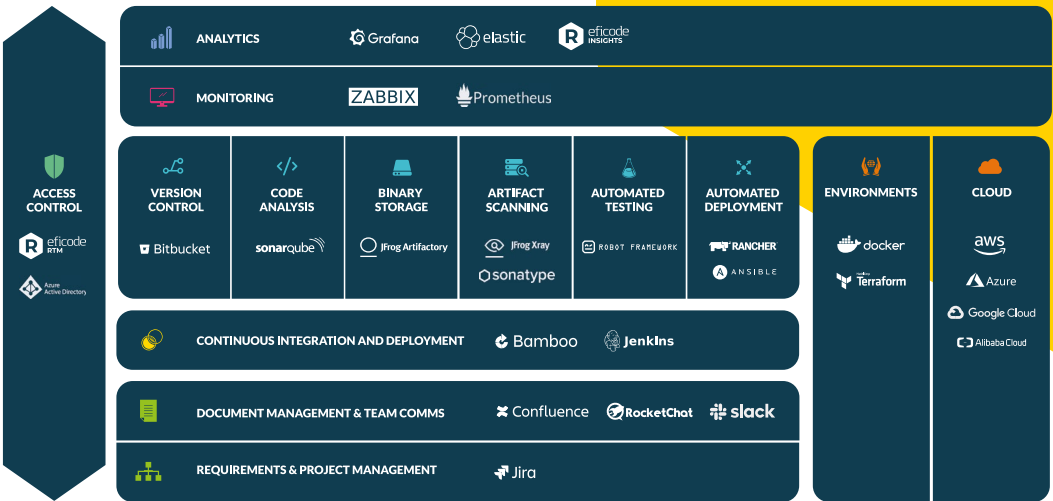 ANALYTICS
Grafana
elastic
R eficode
INSIGHTS
MONITORING
ZABBIX
Prometheus
ACCESS
CONTROL
R eficode
RTM
Azure
Active Directory
VERSION
CONTROL
Bitbucket
CODE
ANALYSIS
sonarqube
BINARY
STORAGE
JFrog Artifactory
ARTIFACT
SCANNING
JFrog Xray
sonatype
AUTOMATED
TESTING
ROBOT FRAMEWORK
AUTOMATED
DEPLOYMENT
RANCHER
A ANSIBLE
ENVIRONMENTS
docker
Terraform
CLOUD
aws
Azure
Google Cloud
Alibaba Cloud
CONTINUOUS INTEGRATION AND DEPLOYMENT
Bamboo
Jenkins
DOCUMENT MANAGEMENT & TEAM COMMS
Confluence
RocketChat
slack
REQUIREMENTS & PROJECT MANAGEMENT
Jira